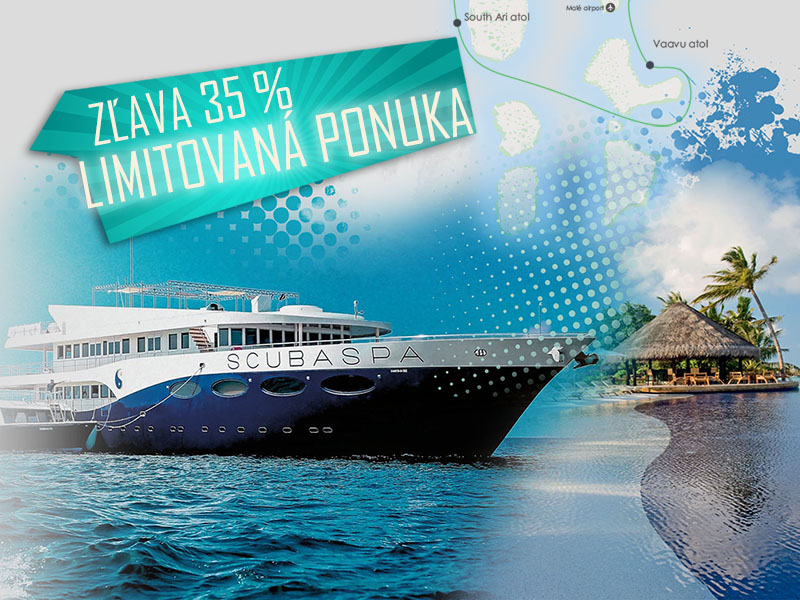 South Ari atol
Malé airport
Vaavu atol
ZĽAVA 35 %
LIMITOVANÁ PONUKA
SCUBASPA